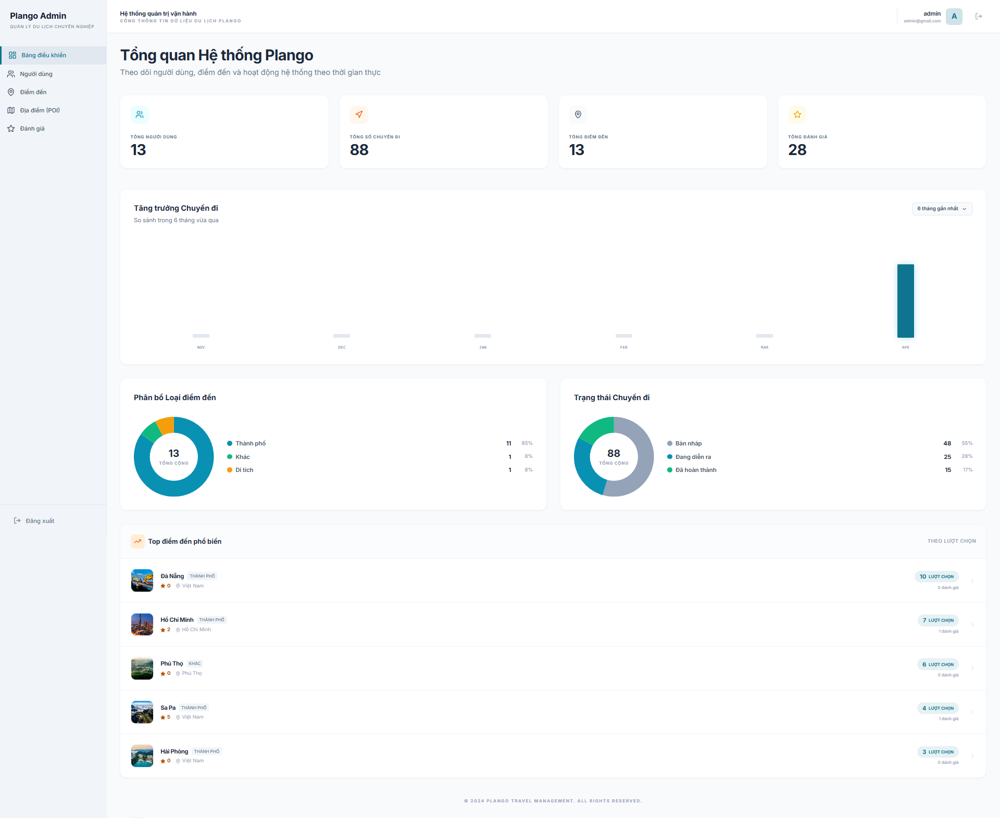 Plango Admin
QUẢN LÝ DU LỊCH CHUYÊN NGHIỆP
Bảng điều khiển
Người dùng
Điểm đến
Địa điểm (POI)
Đánh giá
Đăng xuất
Hệ thống quản trị vận hành
CỔNG THÔNG TIN DỮ LIỆU DU LỊCH PLANGO
admin
admin@gmail.com
A
Tổng quan Hệ thống Plango
Theo dõi người dùng, điểm đến và hoạt động hệ thống theo thời gian thực
TỔNG NGƯỜI DÙNG
13
TỔNG SỐ CHUYẾN ĐI
88
TỔNG ĐIỂM ĐẾN
13
TỔNG ĐÁNH GIÁ
28
Tăng trưởng Chuyến đi
So sánh trong 6 tháng vừa qua
6 tháng gần nhất
NOV DEC JAN FEB MAR APR
Phân bố Loại điểm đến
13
TỔNG CỘNG
Thành phố 11 85%
Khác 1 8%
Di tích 1 8%
Trạng thái Chuyến đi
88
TỔNG CỘNG
Bản nháp 48 55%
Đang diễn ra 25 28%
Đã hoàn thành 15 17%
Top điểm đến phổ biến
THEO LƯỢT CHỌN
Đà Nẵng THÀNH PHỐ
0 Việt Nam
10 LƯỢT CHỌN
0 đánh giá
Hồ Chí Minh THÀNH PHỐ
2 Hồ Chí Minh
7 LƯỢT CHỌN
1 đánh giá
Phú Thọ KHÁC
0 Phú Thọ
6 LƯỢT CHỌN
0 đánh giá
Sa Pa THÀNH PHỐ
5 Việt Nam
4 LƯỢT CHỌN
1 đánh giá
Hải Phòng THÀNH PHỐ
0 Việt Nam
3 LƯỢT CHỌN
0 đánh giá
© 2024 PLANGO TRAVEL MANAGEMENT. ALL RIGHTS RESERVED.